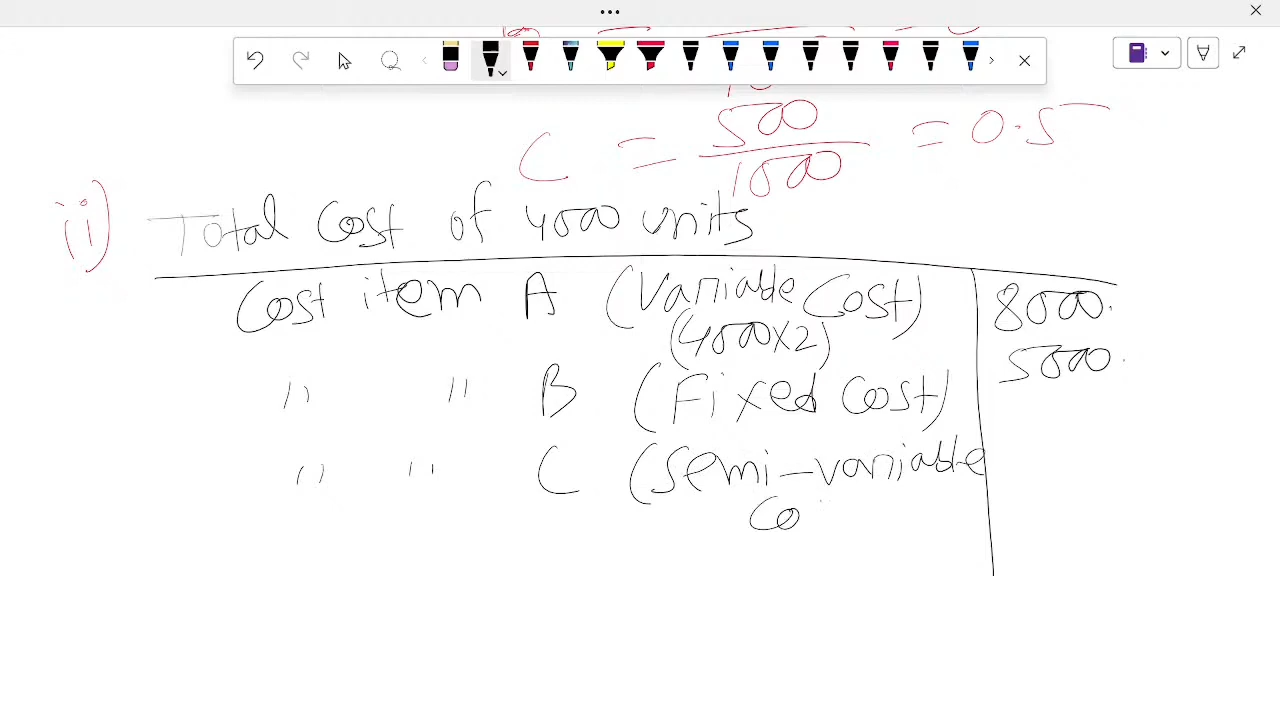 C = 500 / 1000 = 0.5
ii) Total Cost of 4000 units
Cost item A (Variable Cost) 8000.
(4000x2)
5000.
" " B (Fixed Cost)
" " C (Semi-variable
Co